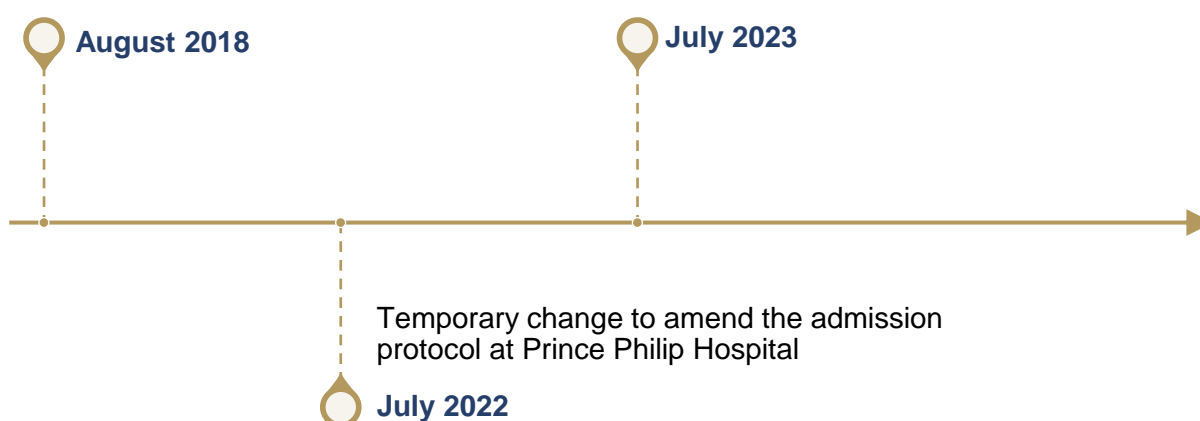 August 2018
July 2023
Temporary change to amend the admission
protocol at Prince Philip Hospital
July 2022